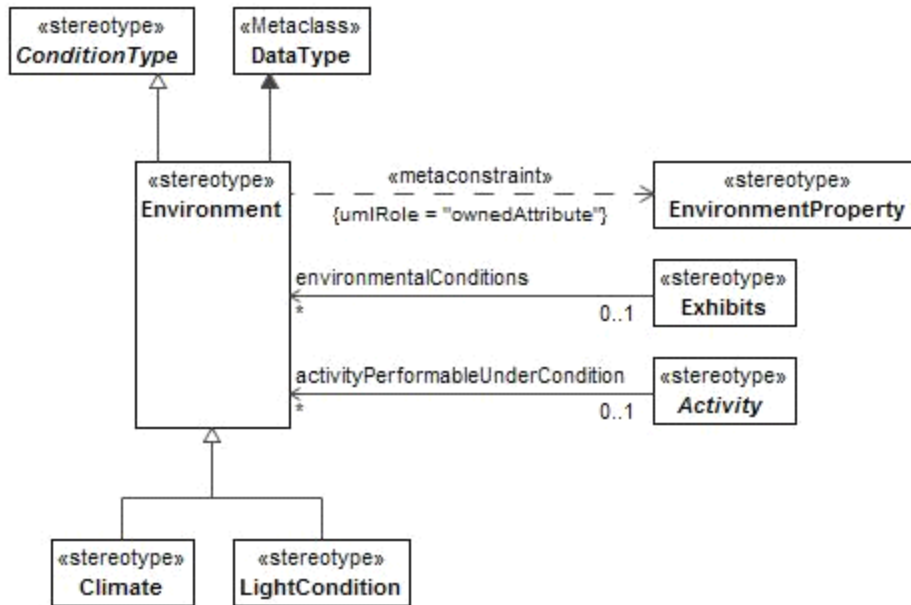 «stereotype»
ConditionType
«Metaclass»
DataType
«stereotype»
Environment
«metaconstraint»
{umlRole = "ownedAttribute"}
«stereotype»
EnvironmentProperty
environmentalConditions
*
0..1
«stereotype»
Exhibits
activityPerformableUnderCondition
*
0..1
«stereotype»
Activity
«stereotype»
Climate
«stereotype»
LightCondition